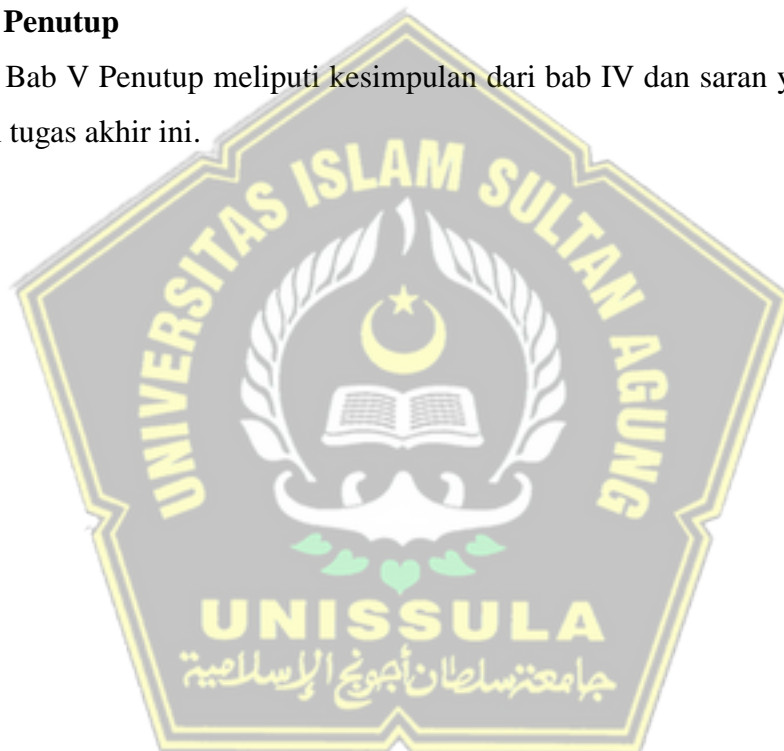 Penutup
Bab V Penutup meliputi kesimpulan dari bab IV dan saran
tugas akhir ini.
UNIVERSITAS ISLAM SULTAN AGUNG
UNISSULA
جامعة سلطان أجونج الإسلامية